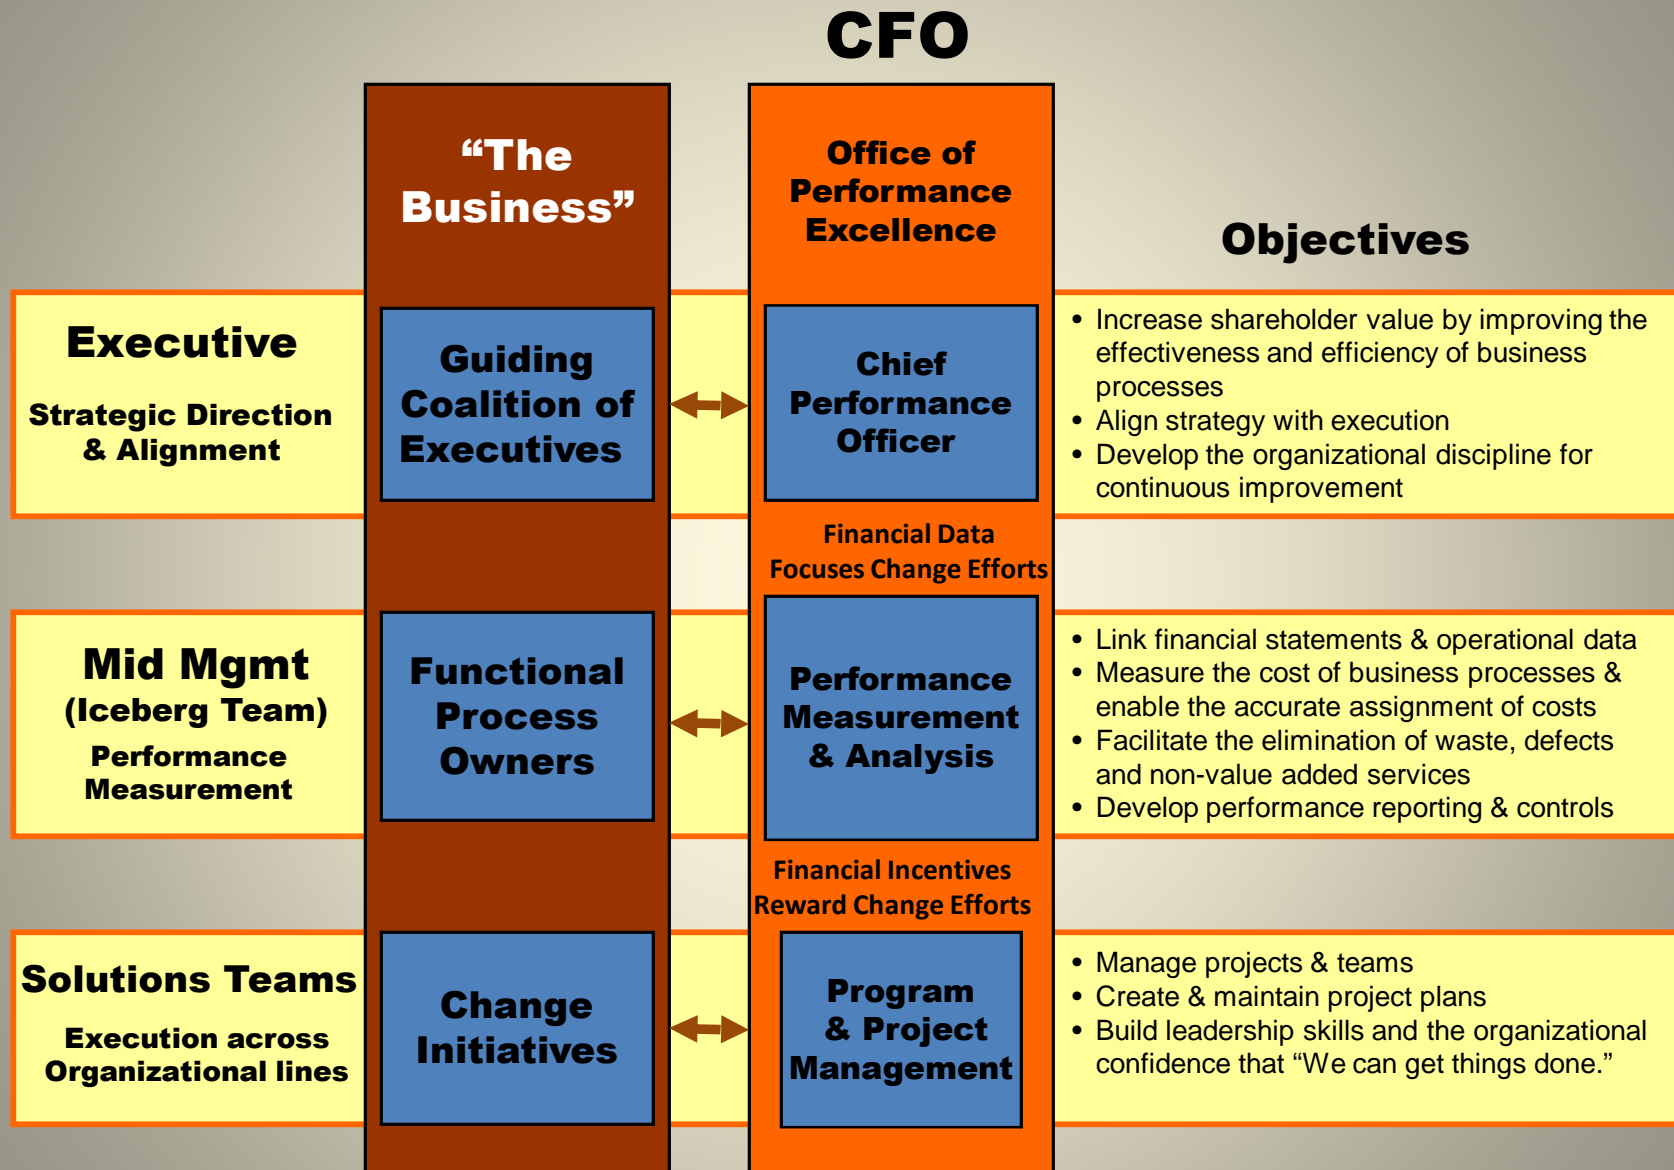 CFO
“The
Business”
Office of
Performance
Excellence
Objectives
Executive
Strategic Direction
& Alignment
Guiding
Coalition of
Executives
Chief
Performance
Officer
• Increase shareholder value by improving the
effectiveness and efficiency of business
processes
• Align strategy with execution
• Develop the organizational discipline for
continuous improvement
Financial Data
Focuses Change Efforts
Mid Mgmt
(Iceberg Team)
Performance
Measurement
Functional
Process
Owners
Performance
Measurement
& Analysis
• Link financial statements & operational data
• Measure the cost of business processes &
enable the accurate assignment of costs
• Facilitate the elimination of waste, defects
and non-value added services
• Develop performance reporting & controls
Financial Incentives
Reward Change Efforts
Solutions Teams
Execution across
Organizational lines
Change
Initiatives
Program
& Project
Management
• Manage projects & teams
• Create & maintain project plans
• Build leadership skills and the organizational
confidence that “We can get things done.”